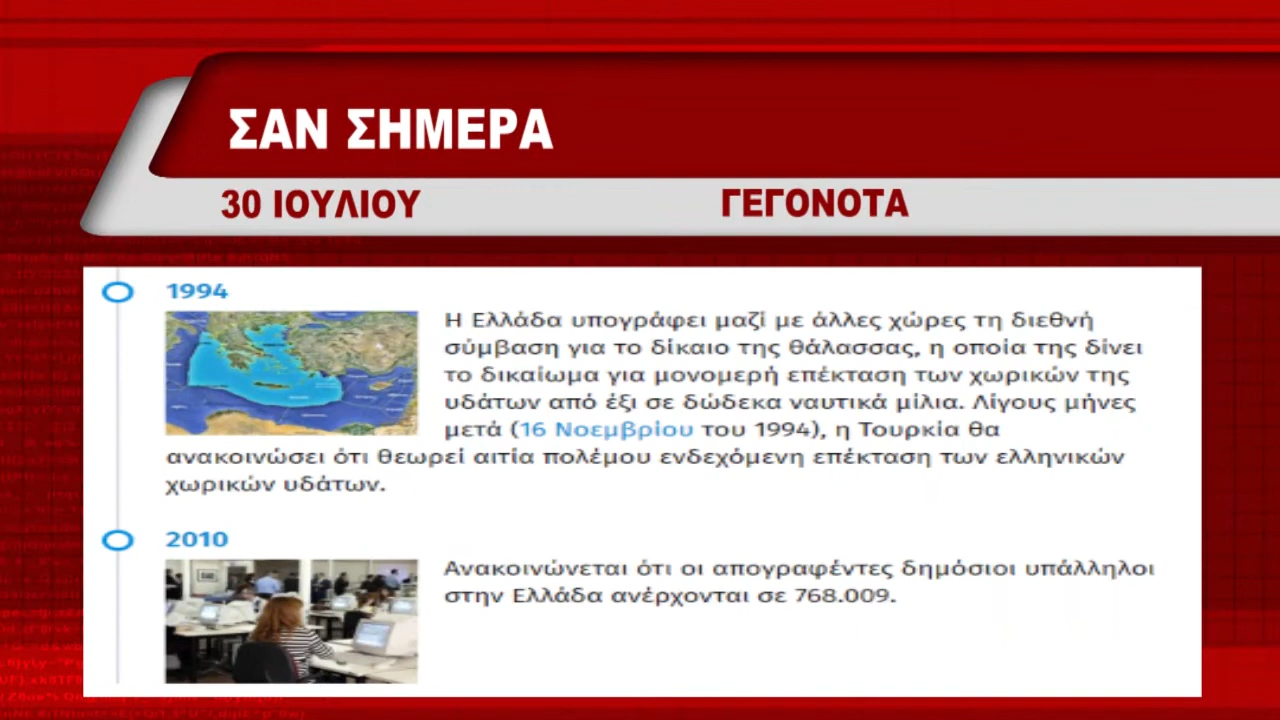 ΣΑΝ ΣΗΜΕΡΑ
30 ΙΟΥΛΙΟΥ
ΓΕΓΟΝΟΤΑ
1994
Η Ελλάδα υπογράφει μαζί με άλλες χώρες τη διεθνή
σύμβαση για το δίκαιο της θάλασσας, η οποία της δίνει
το δικαίωμα για μονομερή επέκταση των χωρικών της
υδάτων από έξι σε δώδεκα ναυτικά μίλια. Λίγους μήνες
μετά (16 Νοεμβρίου του 1994), η Τουρκία θα
ανακοινώσει ότι θεωρεί αιτία πολέμου ενδεχόμενη επέκταση των ελληνικών
χωρικών υδάτων.
2010
Ανακοινώνεται ότι οι απογραφέντες δημόσιοι υπάλληλοι
στην Ελλάδα ανέρχονται σε 768.009.